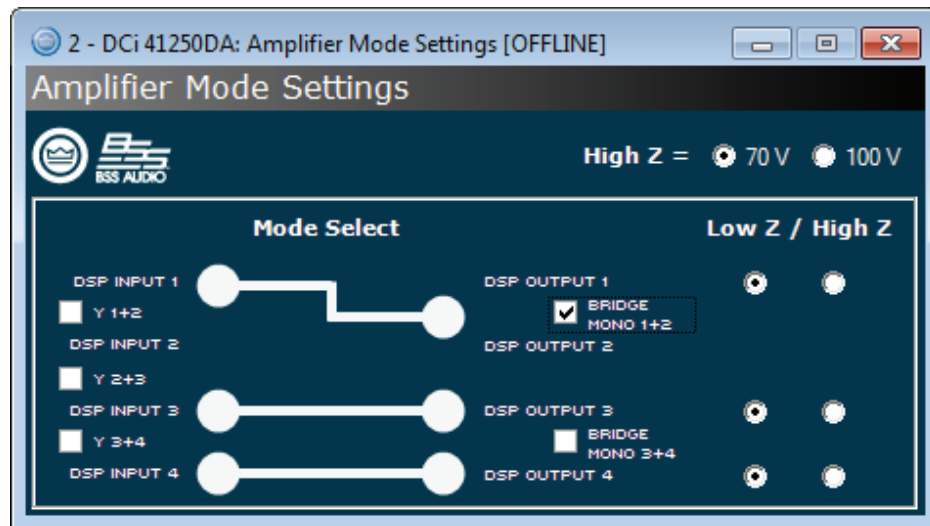 2 - DCi 41250DA: Amplifier Mode Settings [OFFLINE]
Amplifier Mode Settings
BSS AUDIO
High Z = 70 V 100 V
Mode Select
Low Z / High Z
DSP INPUT 1
DSP OUTPUT 1
Y 1+2
BRIDGE
MONO 1+2
DSP INPUT 2
DSP OUTPUT 2
Y 2+3
DSP INPUT 3
DSP OUTPUT 3
Y 3+4
BRIDGE
MONO 3+4
DSP INPUT 4
DSP OUTPUT 4